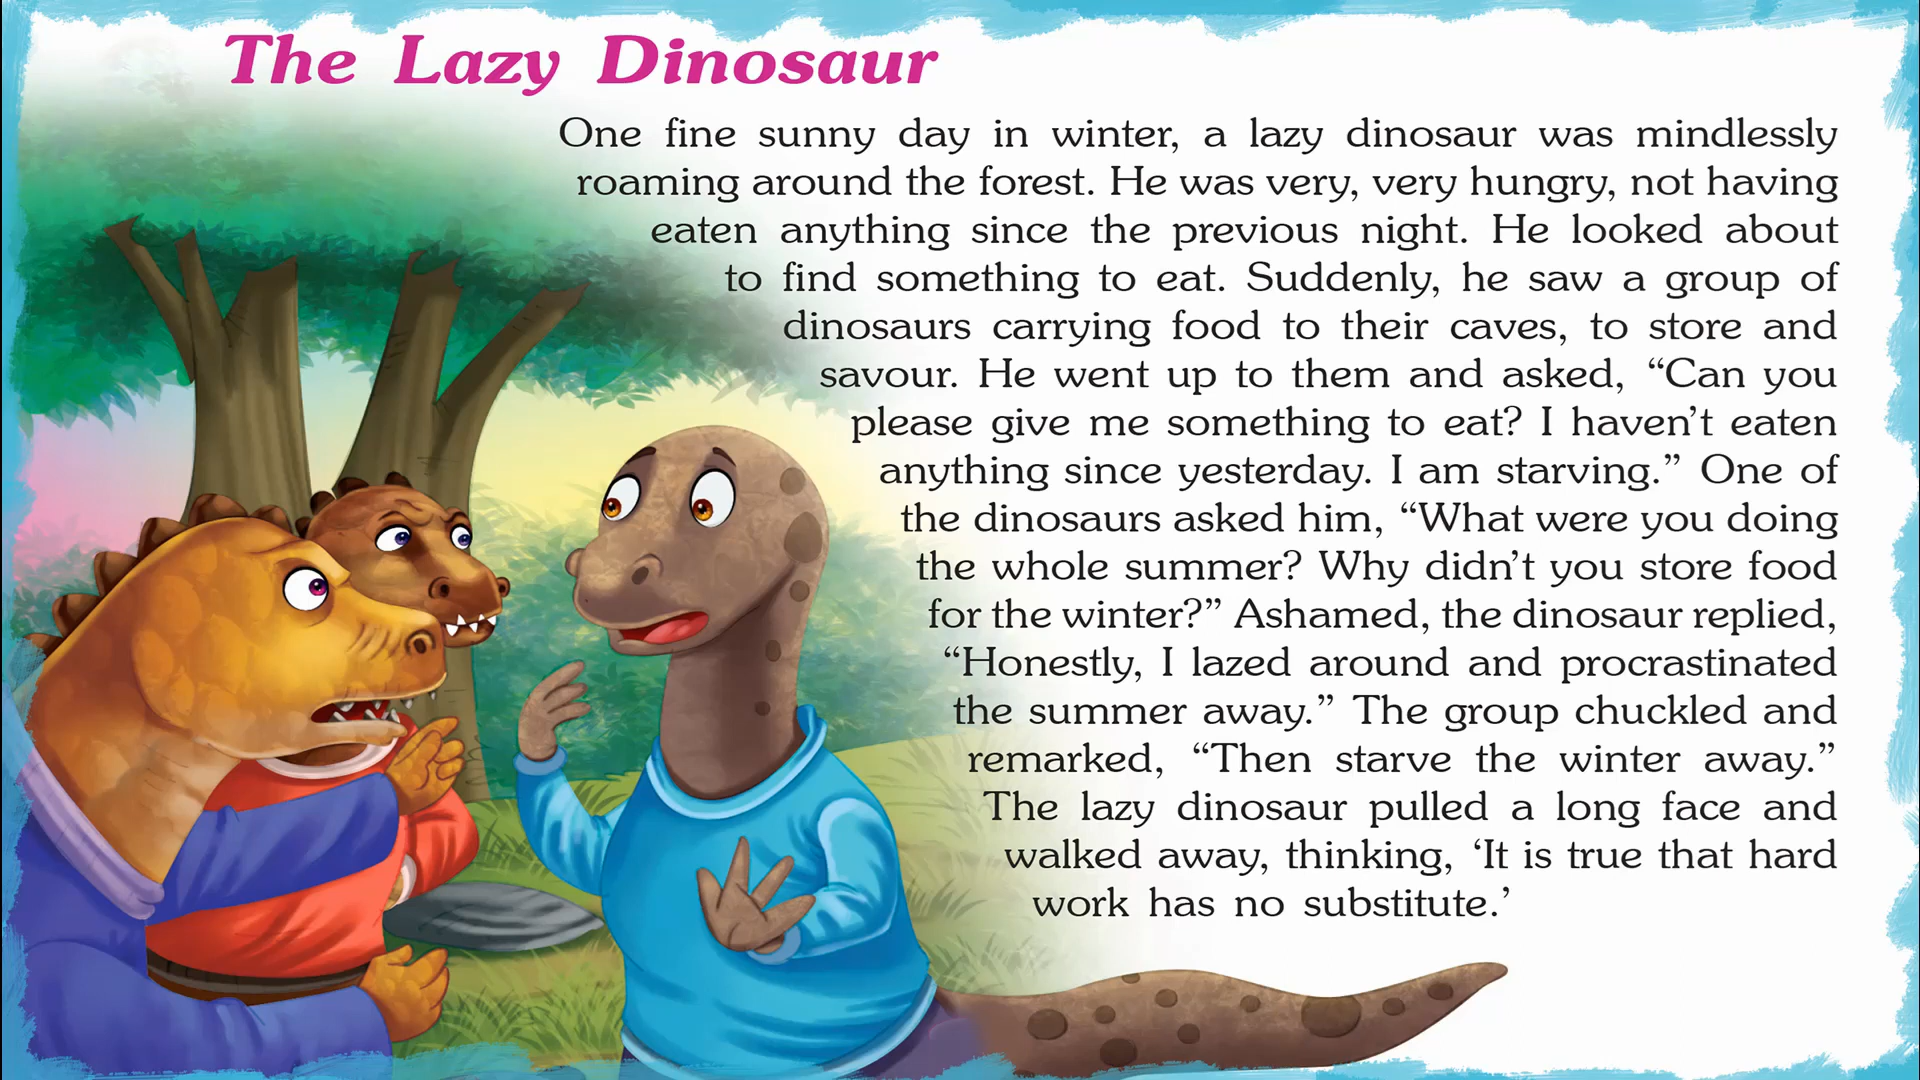 The Lazy Dinosaur
One fine sunny day in winter, a lazy dinosaur was mindlessly
roaming around the forest. He was very, very hungry, not having
eaten anything since the previous night. He looked about
to find something to eat. Suddenly, he saw a group of
dinosaurs carrying food to their caves, to store and
savour. He went up to them and asked, “Can you
please give me something to eat? I haven’t eaten
anything since yesterday. I am starving.” One of
the dinosaurs asked him, “What were you doing
the whole summer? Why didn’t you store food
for the winter?” Ashamed, the dinosaur replied,
“Honestly, I lazed around and procrastinated
the summer away.” The group chuckled and
remarked, “Then starve the winter away.”
The lazy dinosaur pulled a long face and
walked away, thinking, ‘It is true that hard
work has no substitute.’